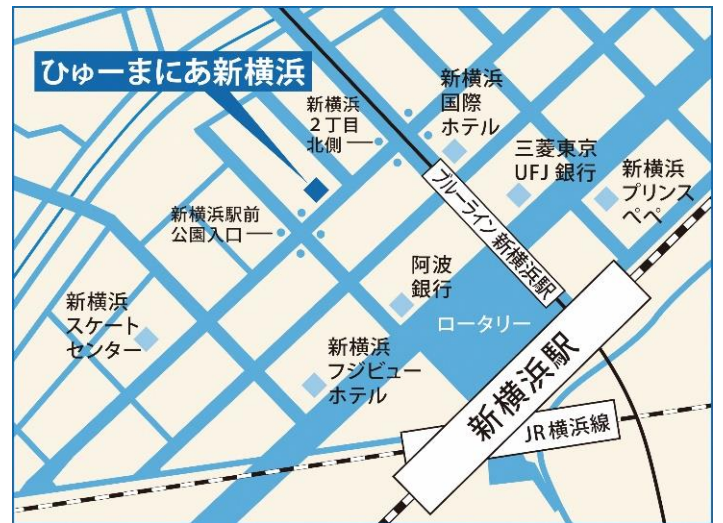 ひゅーまにあ新横浜
新横浜
２丁目
北側
新横浜
国際
ホテル
三菱東京
UFJ 銀行
新横浜
プリンス
ペペ
新横浜駅前
公園入口
ブルーライン 新横浜駅
阿波
銀行
ロータリー
新横浜
スケート
センター
新横浜
フジビュー
ホテル
新横浜駅
JR 横浜線